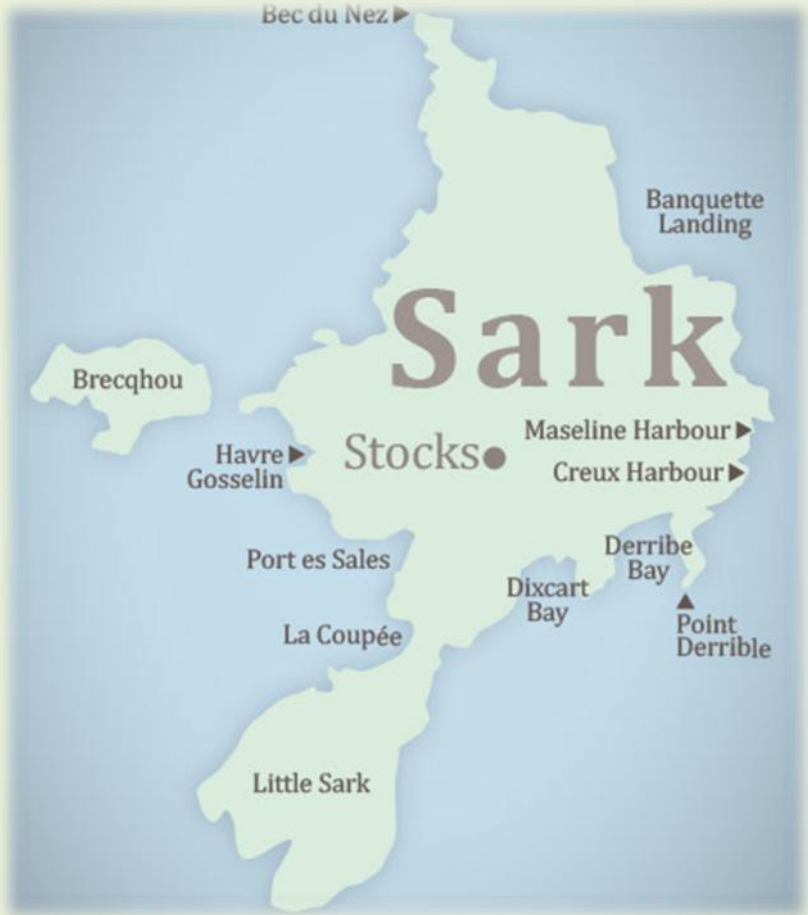 Bec du Nez
Banquette
Landing
Sark
Brecqhou
Maseline Harbour
Havre
Gosselin
Stocks
Creux Harbour
Port es Sales
Derribe
Bay
Dixcart
Bay
Point
Derrible
La Coupée
Little Sark